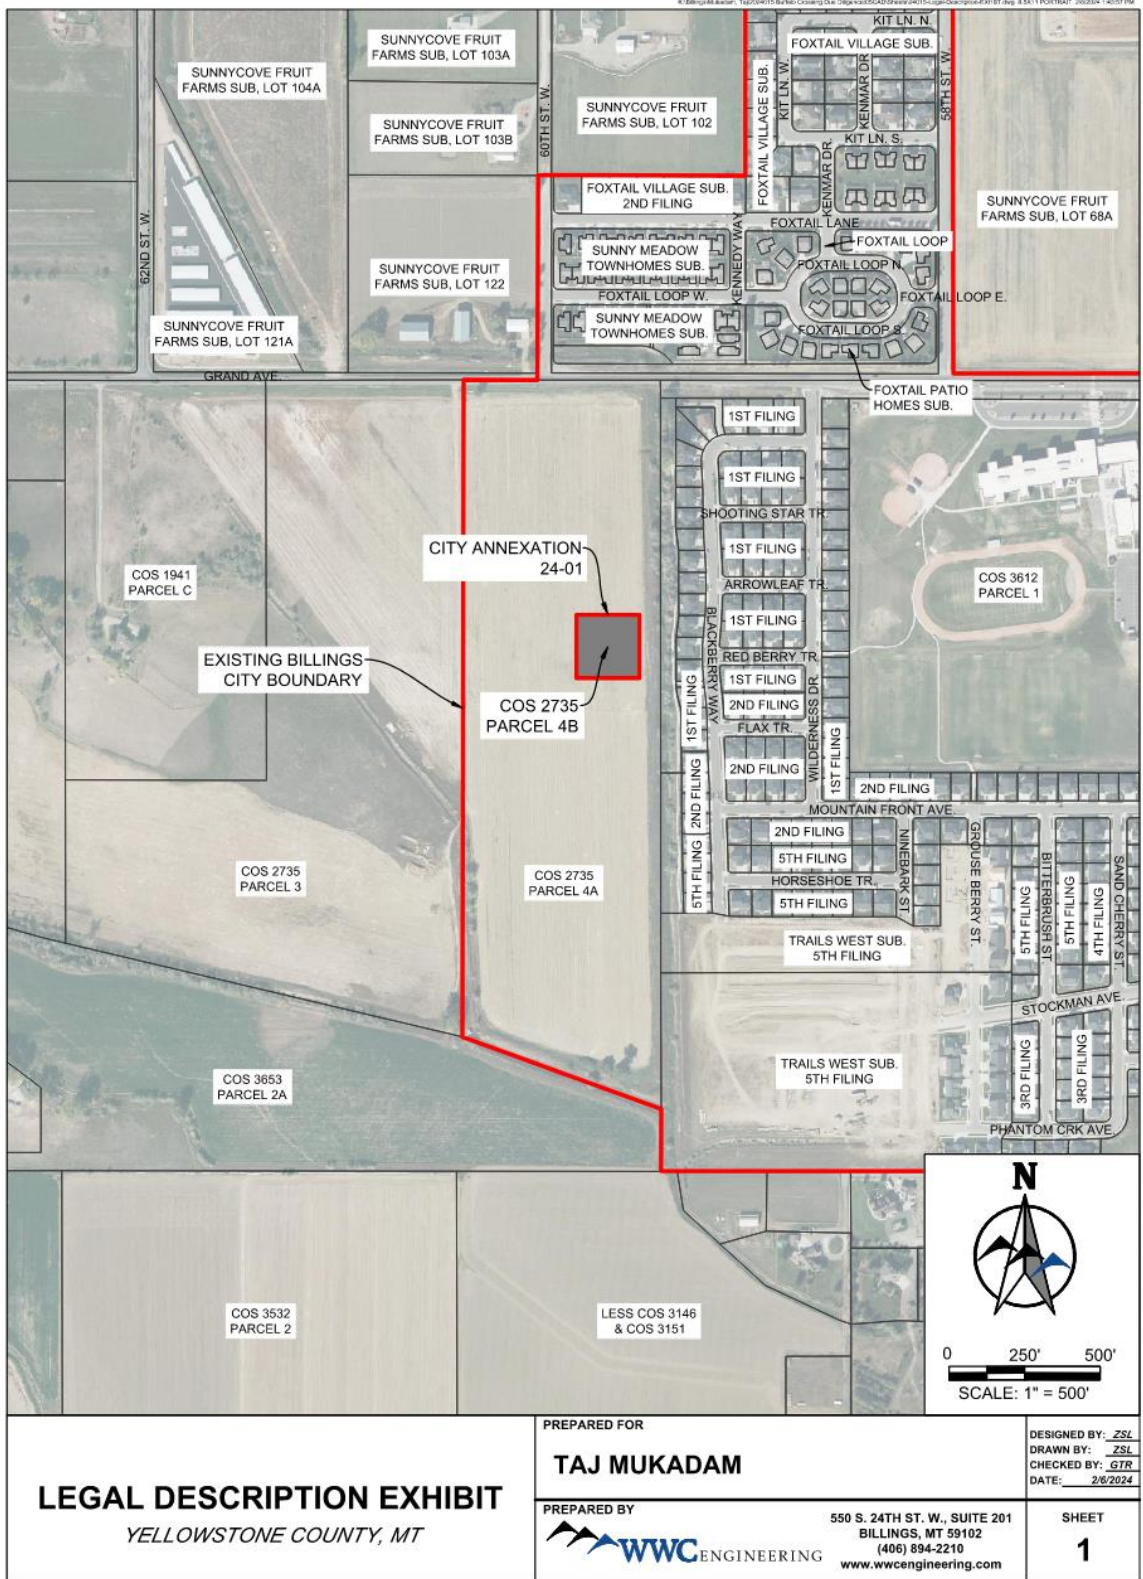 SUNNYCOVE FRUIT
FARMS SUB, LOT 104A
SUNNYCOVE FRUIT
FARMS SUB, LOT 103A
SUNNYCOVE FRUIT
FARMS SUB, LOT 103B
60TH ST. W.
SUNNYCOVE FRUIT
FARMS SUB, LOT 102
FOXTAIL VILLAGE SUB.
KIT LN. W.
KIT LN. N.
FOXTAIL VILLAGE SUB.
KENMAR DR.
58TH ST. W.
KIT LN. S.
KENMAR DR.
SUNNYCOVE FRUIT
FARMS SUB, LOT 68A
62ND ST. W.
FOXTAIL VILLAGE SUB.
2ND FILING
FOXTAIL LANE
FOXTAIL LOOP
SUNNY MEADOW
TOWNHOMES SUB.
KENNEDY WAY
FOXTAIL LOOP N.
SUNNYCOVE FRUIT
FARMS SUB, LOT 122
FOXTAIL LOOP W.
FOXTAIL LOOP E.
SUNNYCOVE FRUIT
FARMS SUB, LOT 121A
SUNNY MEADOW
TOWNHOMES SUB.
FOXTAIL LOOP S.
GRAND AVE.
FOXTAIL PATIO
HOMES SUB.
1ST FILING
1ST FILING
SHOOTING STAR TR.
CITY ANNEXATION
24-01
1ST FILING
ARROWLEAF TR.
COS 1941
PARCEL C
COS 3612
PARCEL 1
1ST FILING
BLACKBERRY WAY
RED BERRY TR.
EXISTING BILLINGS
CITY BOUNDARY
1ST FILING
1ST FILING
2ND FILING
WILDERNESS DR.
COS 2735
PARCEL 4B
FLAX TR.
1ST FILING
2ND FILING
2ND FILING
2ND FILING
MOUNTAIN FRONT AVE.
2ND FILING
5TH FILING
5TH FILING
HORSESHOE TR.
5TH FILING
NINEBARK ST.
GROUSE BERRY ST.
5TH FILING
BITTERBRUSH ST
5TH FILING
4TH FILING
SAND CHERRY ST.
COS 2735
PARCEL 3
COS 2735
PARCEL 4A
TRAILS WEST SUB.
5TH FILING
STOCKMAN AVE.
TRAILS WEST SUB.
5TH FILING
3RD FILING
3RD FILING
COS 3653
PARCEL 2A
PHANTOM CRK AVE.
N
COS 3532
PARCEL 2
LESS COS 3146
& COS 3151
0 250' 500'
SCALE: 1" = 500'
LEGAL DESCRIPTION EXHIBIT
YELLOWSTONE COUNTY, MT
PREPARED FOR
TAJ MUKADAM
PREPARED BY
WWC ENGINEERING
550 S. 24TH ST. W., SUITE 201
BILLINGS, MT 59102
(406) 894-2210
www.wwcengineering.com
DESIGNED BY: ZSL
DRAWN BY: ZSL
CHECKED BY: GTR
DATE: 2/6/2024
SHEET
1